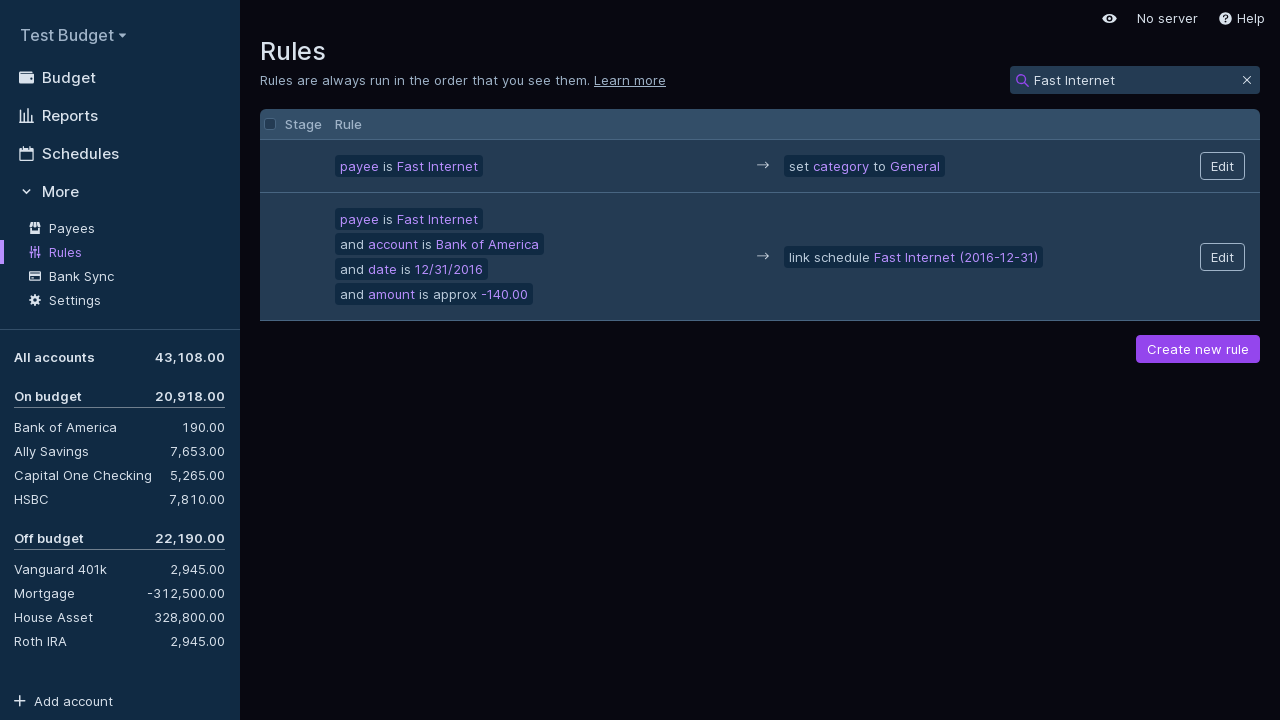 Test Budget
Budget
Reports
Schedules
More
Payees
Rules
Bank Sync
Settings
All accounts 43,108.00
On budget 20,918.00
Bank of America 190.00
Ally Savings 7,653.00
Capital One Checking 5,265.00
HSBC 7,810.00
Off budget 22,190.00
Vanguard 401k 2,945.00
Mortgage -312,500.00
House Asset 328,800.00
Roth IRA 2,945.00
Add account
No server Help
Rules
Rules are always run in the order that you see them. Learn more
Fast Internet
Stage Rule
payee is Fast Internet → set category to General Edit
payee is Fast Internet
and account is Bank of America
and date is 12/31/2016
and amount is approx -140.00
→ link schedule Fast Internet (2016-12-31) Edit
Create new rule